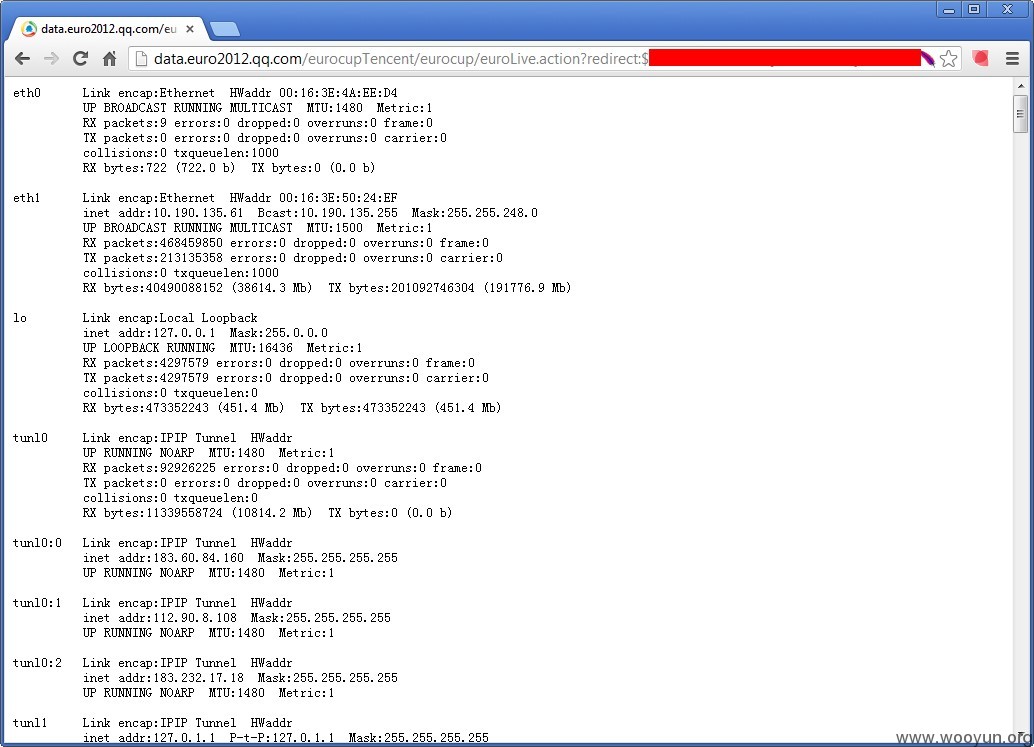 data.euro2012.qq.com/eu
data.euro2012.qq.com/eurocupTencent/eurocup/euroLive.action?redirect:$
eth0 Link encap:Ethernet HWaddr 00:16:3E:4A:EE:D4
UP BROADCAST RUNNING MULTICAST MTU:1480 Metric:1
RX packets:9 errors:0 dropped:0 overruns:0 frame:0
TX packets:0 errors:0 dropped:0 overruns:0 carrier:0
collisions:0 txqueuelen:1000
RX bytes:722 (722.0 b) TX bytes:0 (0.0 b)
eth1 Link encap:Ethernet HWaddr 00:16:3E:50:24:EF
inet addr:10.190.135.61 Bcast:10.190.135.255 Mask:255.255.248.0
UP BROADCAST RUNNING MULTICAST MTU:1500 Metric:1
RX packets:468459850 errors:0 dropped:0 overruns:0 frame:0
TX packets:213135358 errors:0 dropped:0 overruns:0 carrier:0
collisions:0 txqueuelen:1000
RX bytes:40490088152 (38614.3 Mb) TX bytes:201092746304 (191776.9 Mb)
lo Link encap:Local Loopback
inet addr:127.0.0.1 Mask:255.0.0.0
UP LOOPBACK RUNNING MTU:16436 Metric:1
RX packets:4297579 errors:0 dropped:0 overruns:0 frame:0
TX packets:4297579 errors:0 dropped:0 overruns:0 carrier:0
collisions:0 txqueuelen:0
RX bytes:473352243 (451.4 Mb) TX bytes:473352243 (451.4 Mb)
tunl0 Link encap:IPIP Tunnel HWaddr
UP RUNNING NOARP MTU:1480 Metric:1
RX packets:92926225 errors:0 dropped:0 overruns:0 frame:0
TX packets:0 errors:0 dropped:0 overruns:0 carrier:0
collisions:0 txqueuelen:0
RX bytes:11339558724 (10814.2 Mb) TX bytes:0 (0.0 b)
tunl0:0 Link encap:IPIP Tunnel HWaddr
inet addr:183.60.84.160 Mask:255.255.255.255
UP RUNNING NOARP MTU:1480 Metric:1
tunl0:1 Link encap:IPIP Tunnel HWaddr
inet addr:112.90.8.108 Mask:255.255.255.255
UP RUNNING NOARP MTU:1480 Metric:1
tunl0:2 Link encap:IPIP Tunnel HWaddr
inet addr:183.232.17.18 Mask:255.255.255.255
UP RUNNING NOARP MTU:1480 Metric:1
tunl1 Link encap:IPIP Tunnel HWaddr
inet addr:127.0.1.1 P-t-P:127.0.1.1 Mask:255.255.255.255
www.wooyun.org